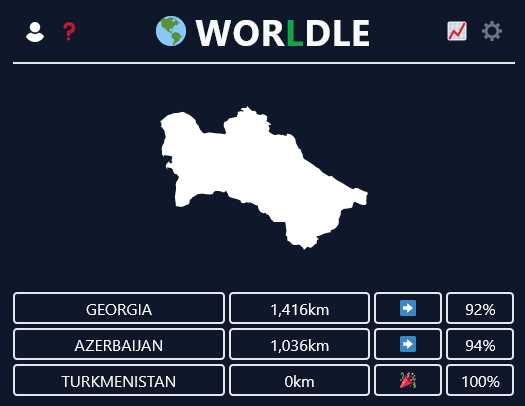 ? WORLDLE
GEORGIA 1,416km 92%
AZERBAIJAN 1,036km 94%
TURKMENISTAN 0km 100%